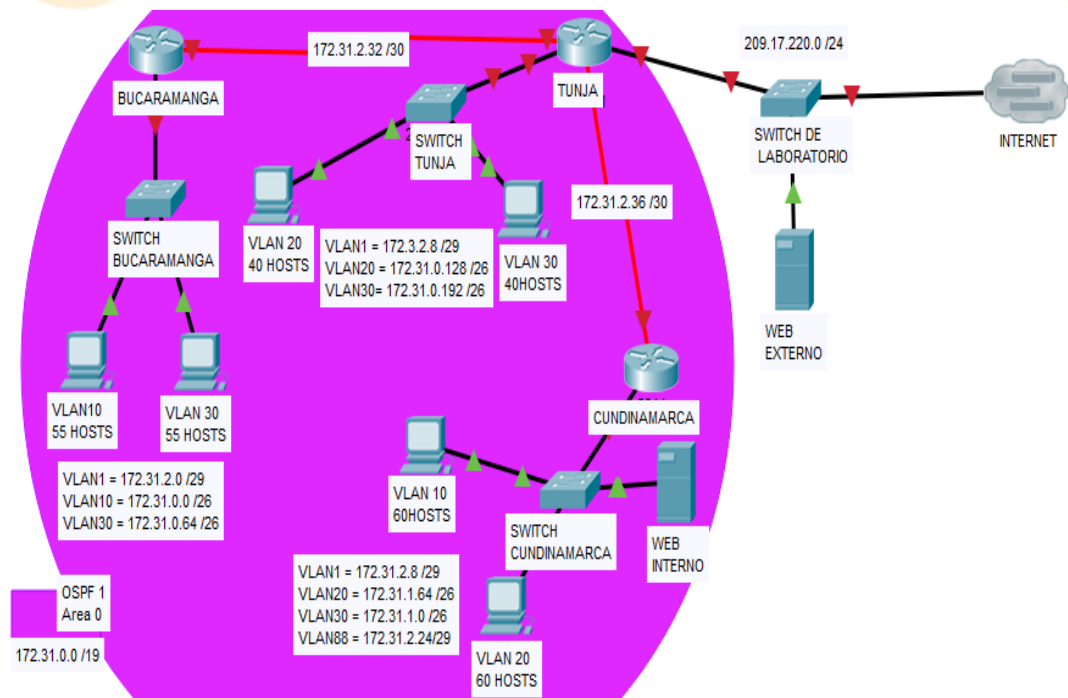 172.31.2.32 /30
209.17.220.0 /24
BUCARAMANGA
TUNJA
INTERNET
SWITCH
TUNJA
SWITCH DE
LABORATORIO
172.31.2.36 /30
SWITCH
BUCARAMANGA
VLAN 20
40 HOSTS
VLAN1 = 172.3.2.8 /29
VLAN20 = 172.31.0.128 /26
VLAN30= 172.31.0.192 /26
VLAN 30
40HOSTS
WEB
EXTERNO
VLAN10
55 HOSTS
VLAN 30
55 HOSTS
CUNDINAMARCA
VLAN1 = 172.31.2.0 /29
VLAN10 = 172.31.0.0 /26
VLAN30 = 172.31.0.64 /26
VLAN 10
60HOSTS
SWITCH
CUNDINAMARCA
WEB
INTERNO
VLAN1 = 172.31.2.8 /29
VLAN20 = 172.31.1.64 /26
VLAN30 = 172.31.1.0 /26
VLAN88 = 172.31.2.24/29
OSPF 1
Area 0
172.31.0.0 /19
VLAN 20
60 HOSTS